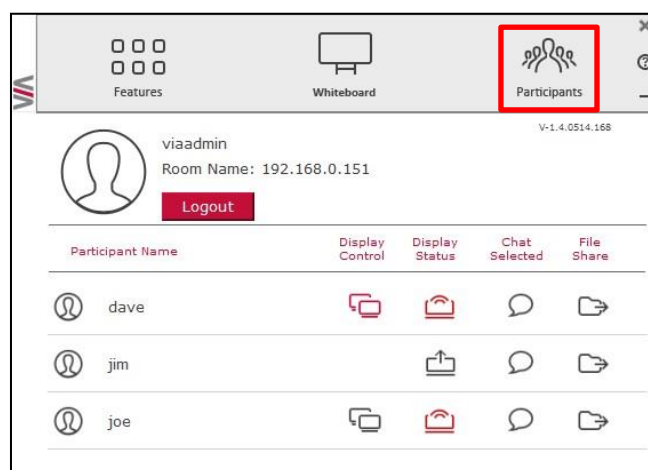 Features Whiteboard Participants
V-1.4.0514.168
viaadmin
Room Name: 192.168.0.151
Logout
Participant Name Display Control Display Status Chat Selected File Share
dave
jim
joe